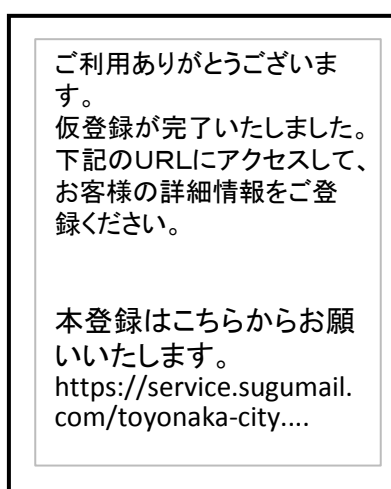 ご利用ありがとうございま
す。
仮登録が完了いたしました。
下記のURLにアクセスして、
お客様の詳細情報をご登
録ください。
本登録はこちらからお願
いいたします。
https://service.sugumail.
com/toyonaka-city....